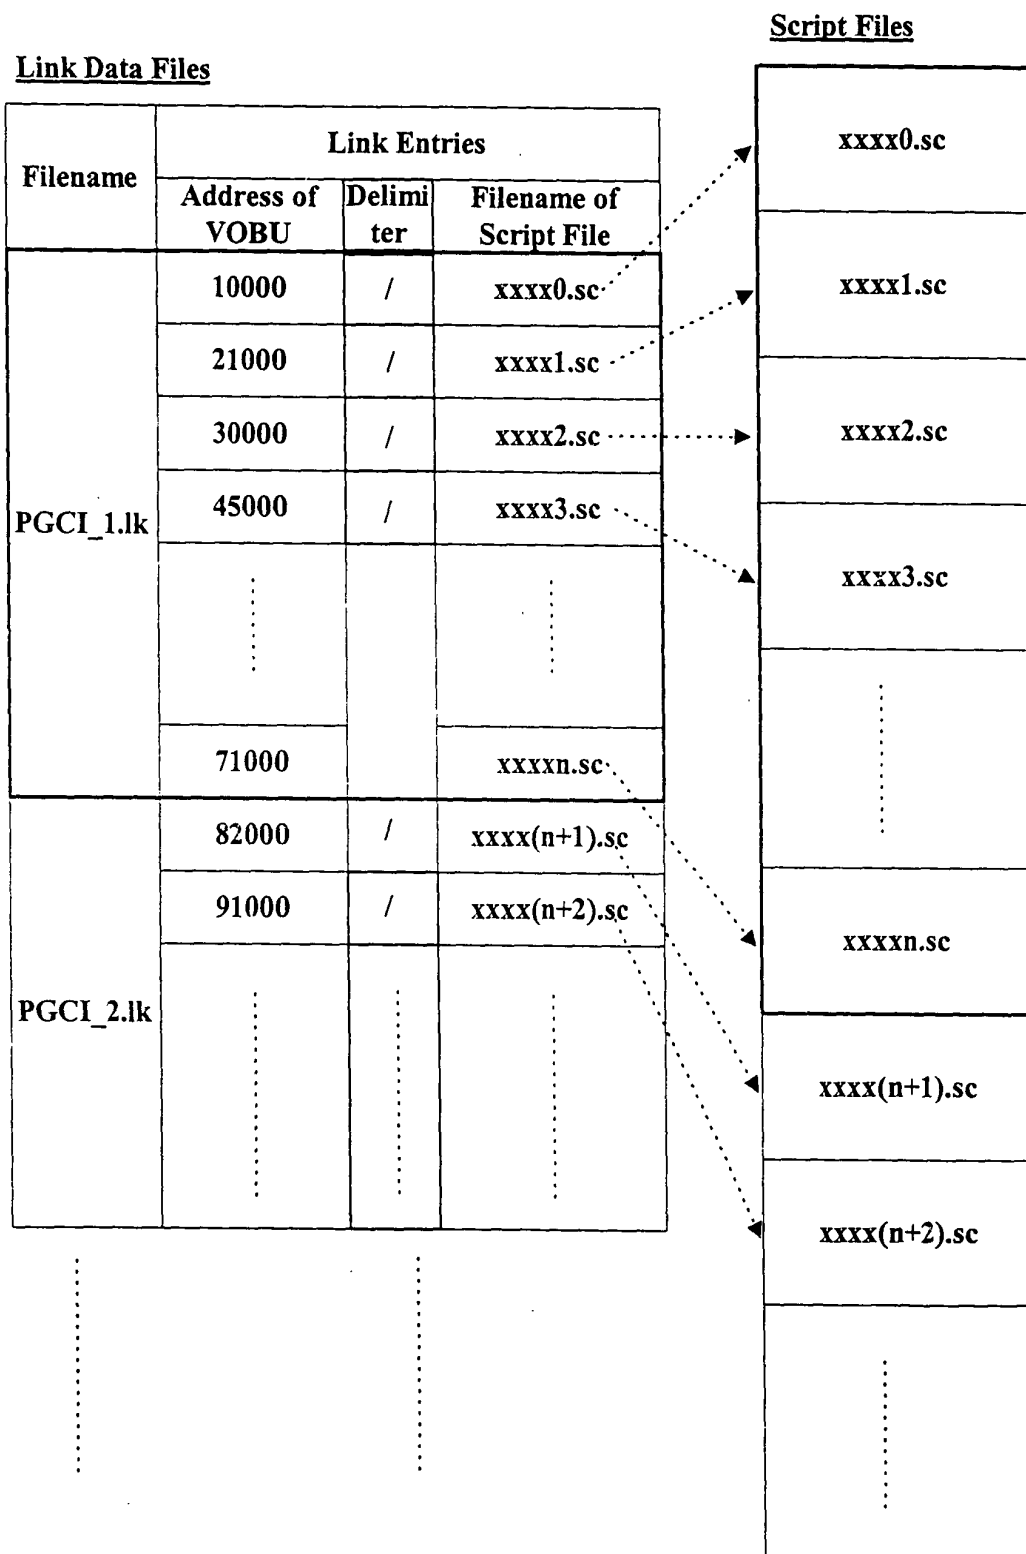 Script Files
Link Data Files
Filename
Link Entries
Address of
VOBU
Delimi
ter
Filename of
Script File
PGCI_1.lk
10000 / xxxx0.sc
21000 / xxxx1.sc
30000 / xxxx2.sc
45000 / xxxx3.sc
71000 xxxxn.sc
PGCI_2.lk
82000 / xxxx(n+1).sc
91000 / xxxx(n+2).sc
xxxx0.sc
xxxx1.sc
xxxx2.sc
xxxx3.sc
xxxxn.sc
xxxx(n+1).sc
xxxx(n+2).sc